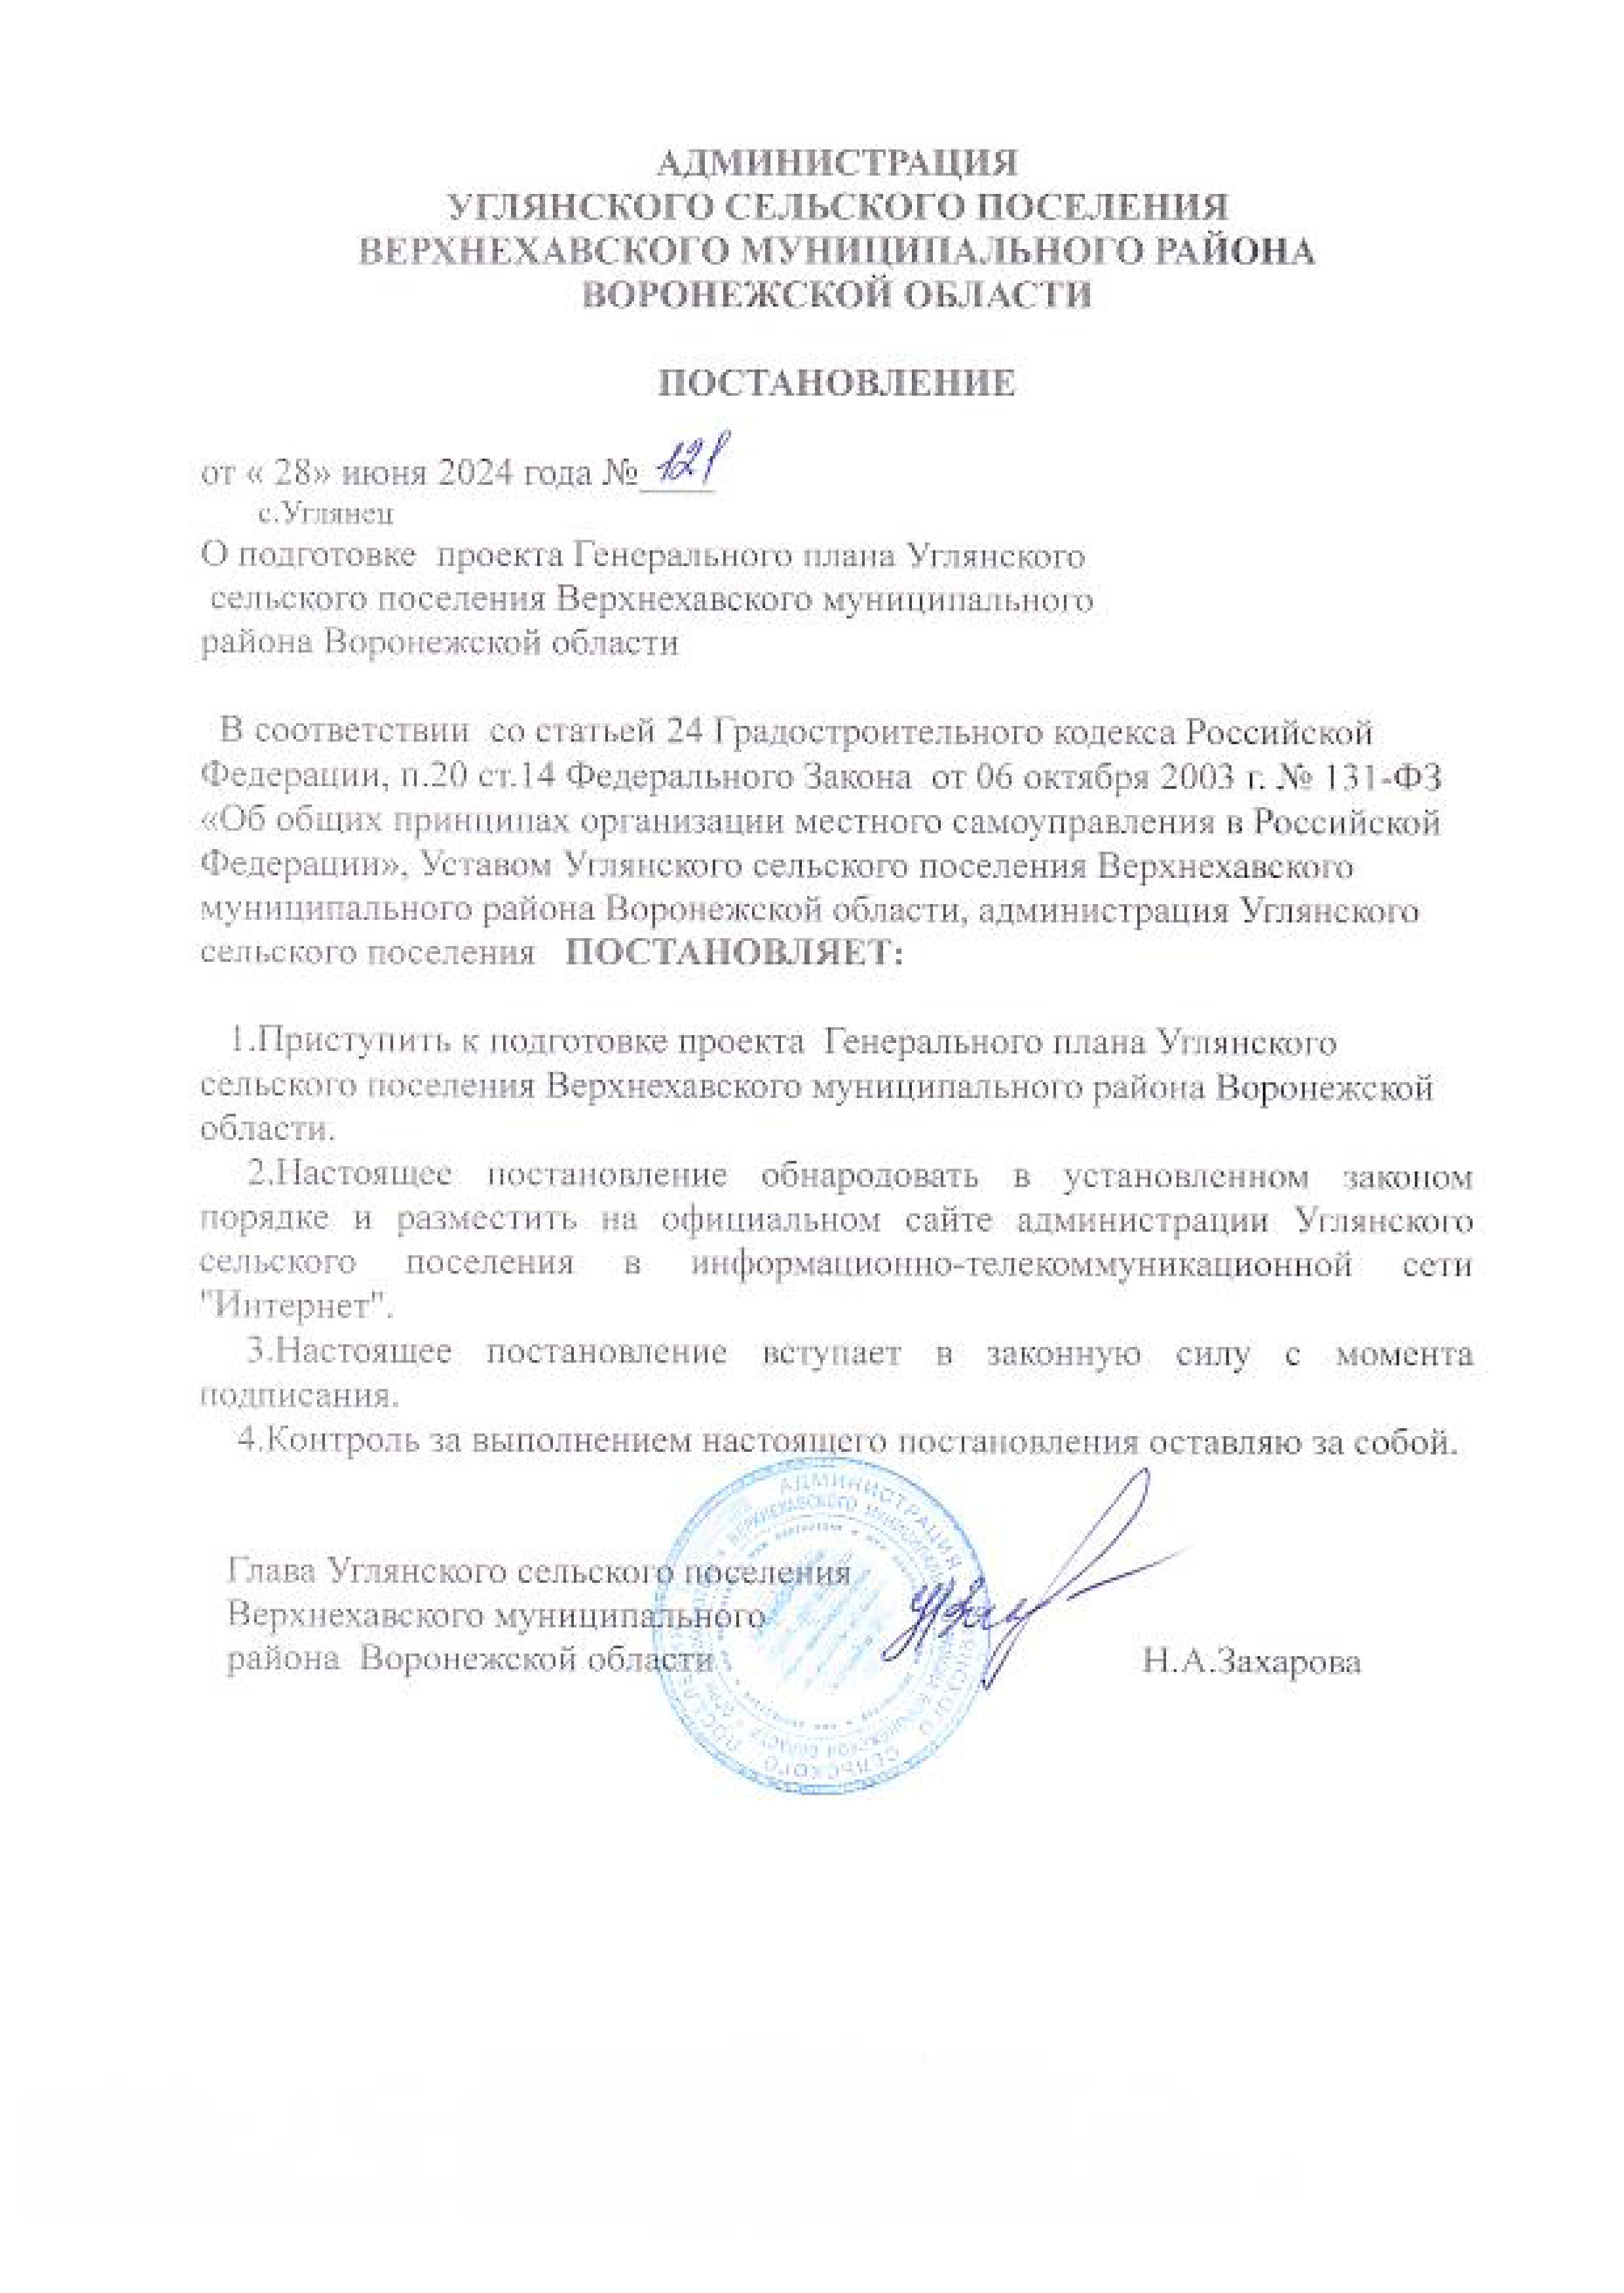 АДМИНИСТРАЦИЯ
УГЛЯНСКОГО СЕЛЬСКОГО ПОСЕЛЕНИЯ
ВЕРХНЕХАВСКОГО МУНИЦИПАЛЬНОГО РАЙОНА
ВОРОНЕЖСКОЙ ОБЛАСТИ
ПОСТАНОВЛЕНИЕ
от « 28» июня 2024 года № 121
с.Углянец
О подготовке проекта Генерального плана Углянского
сельского поселения Верхнехавского муниципального
района Воронежской области
В соответствии со статьей 24 Градостроительного кодекса Российской
Федерации, п.20 ст.14 Федерального Закона от 06 октября 2003 г. № 131-ФЗ
«Об общих принципах организации местного самоуправления в Российской
Федерации», Уставом Углянского сельского поселения Верхнехавского
муниципального района Воронежской области, администрация Углянского
сельского поселения ПОСТАНОВЛЯЕТ:
1.Приступить к подготовке проекта Генерального плана Углянского
сельского поселения Верхнехавского муниципального района Воронежской
области.
2.Настоящее постановление обнародовать в установленном законом
порядке и разместить на официальном сайте администрации Углянского
сельского поселения в информационно-телекоммуникационной сети
"Интернет".
3.Настоящее постановление вступает в законную силу с момента
подписания.
4.Контроль за выполнением настоящего постановления оставляю за собой.
Глава Углянского сельского поселения
Верхнехавского муниципального
района Воронежской области Н.А.Захарова
АДМИНИСТРАЦИЯ
СЕЛЬСКОГО
ВЕРХНЕХАВСКОГО